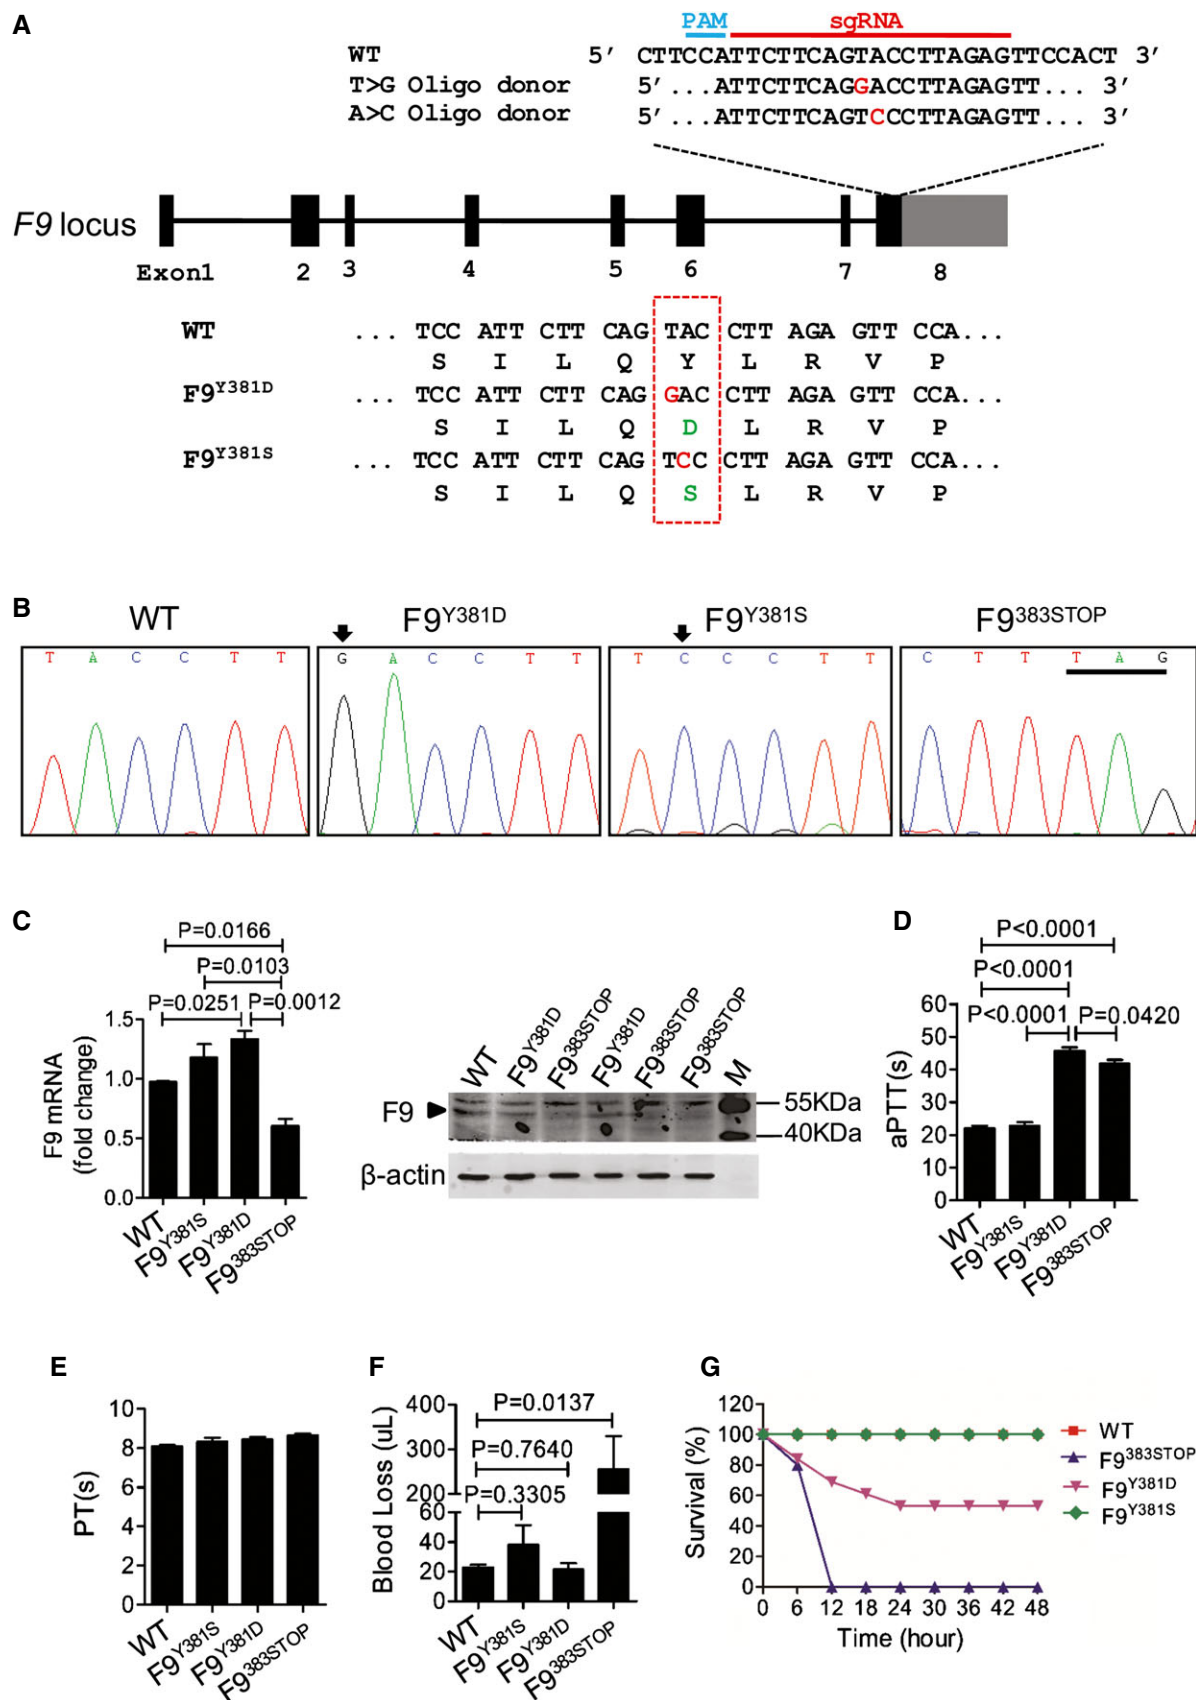 A
PAM sgRNA
WT 5′ CTTCCATTCTTCAGTACCTTAGAGTTCCACT 3′
T>G Oligo donor 5′ ...ATTCTTCAGGACCTTAGAGTT... 3′
A>C Oligo donor 5′ ...ATTCTTCAGTCCCTTAGAGTT... 3′
F9 locus
Exon1 2 3 4 5 6 7 8
WT ... TCC ATT CTT CAG TAC CTT AGA GTT CCA...
S I L Q Y L R V P
F9Y381D ... TCC ATT CTT CAG GAC CTT AGA GTT CCA...
S I L Q D L R V P
F9Y381S ... TCC ATT CTT CAG TCC CTT AGA GTT CCA...
S I L Q S L R V P
B
WT F9Y381D F9Y381S F9383STOP
T A C C T T G A C C T T T C C C T T C T T T A G
C
P=0.0166
P=0.0103
P=0.0251 P=0.0012
F9 mRNA
(fold change)
1.5
1.0
0.5
0.0
WT F9Y381S F9Y381D F9383STOP
WT F9Y381D F9383STOP F9Y381D F9383STOP F9383STOP M
F9
55KDa
40KDa
β-actin
D
P<0.0001
P<0.0001
P<0.0001 P=0.0420
aPTT(s)
60
50
40
30
20
10
0
WT F9Y381S F9Y381D F9383STOP
E
PT(s)
10
8
6
4
2
0
WT F9Y381S F9Y381D F9383STOP
F
Blood Loss (uL)
400
300
200
60
40
20
0
P=0.0137
P=0.7640
P=0.3305
WT F9Y381S F9Y381D F9383STOP
G
Survival (%)
120
100
80
60
40
20
0
0 6 12 18 24 30 36 42 48
Time (hour)
WT
F9383STOP
F9Y381D
F9Y381S